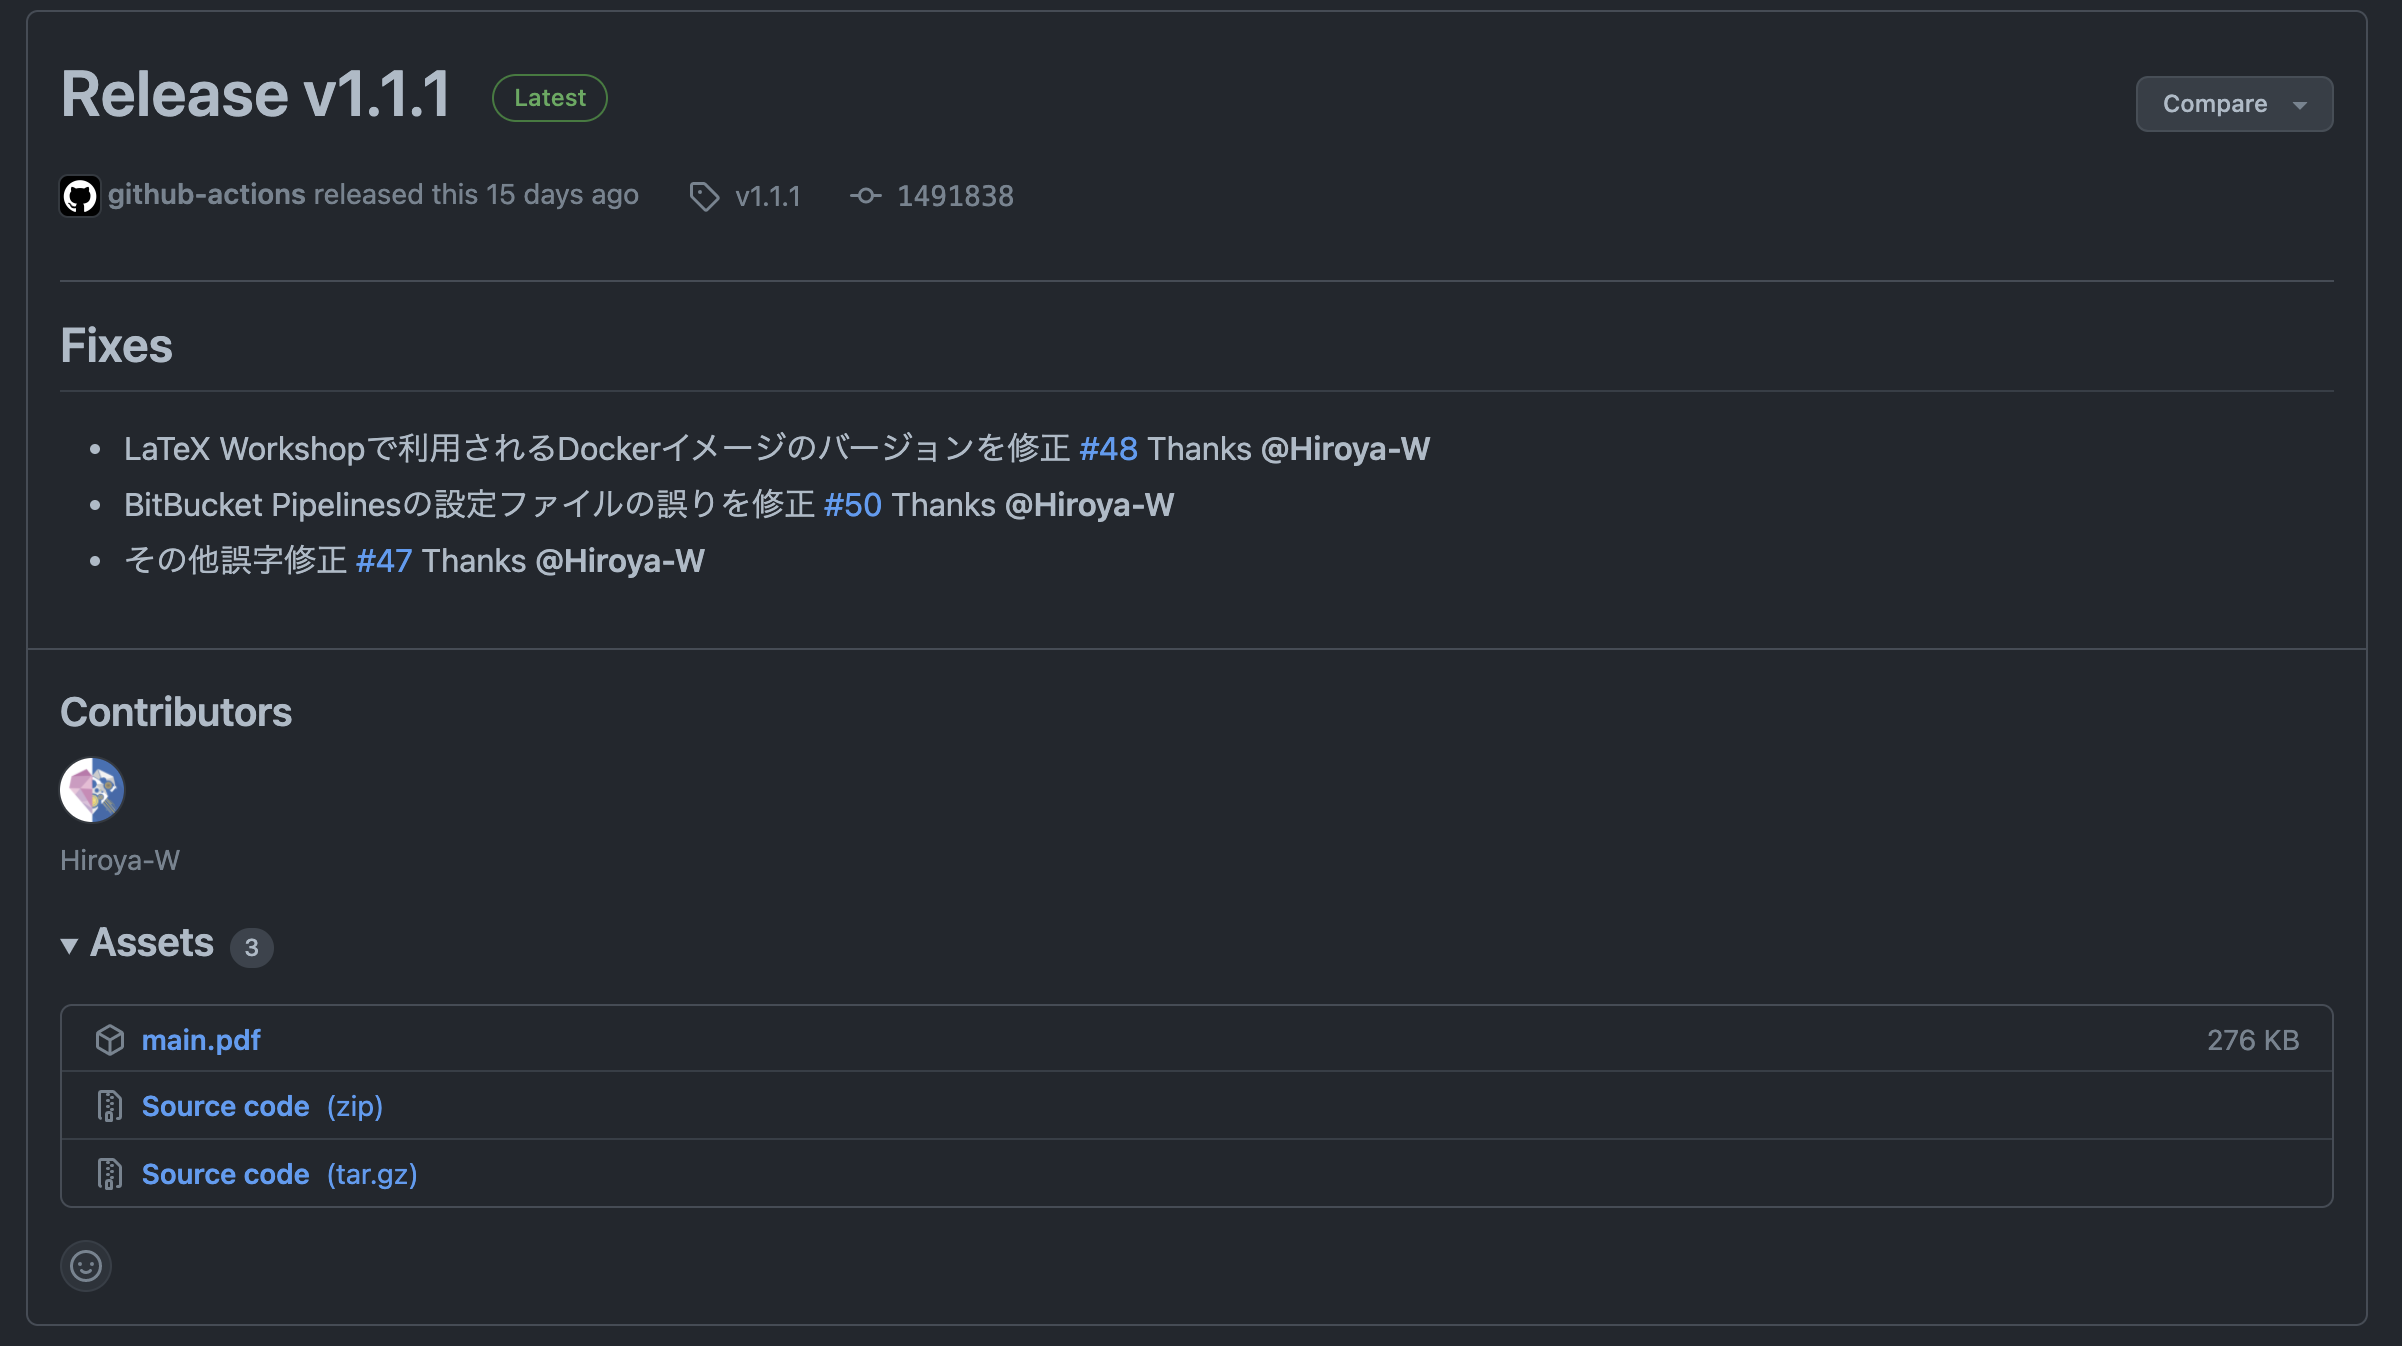 Release v1.1.1 Latest Compare
github-actions released this 15 days ago v1.1.1 1491838
Fixes
LaTeX Workshopで利用されるDockerイメージのバージョンを修正 #48 Thanks @Hiroya-W
BitBucket Pipelinesの設定ファイルの誤りを修正 #50 Thanks @Hiroya-W
その他誤字修正 #47 Thanks @Hiroya-W
Contributors
Hiroya-W
Assets 3
main.pdf 276 KB
Source code (zip)
Source code (tar.gz)